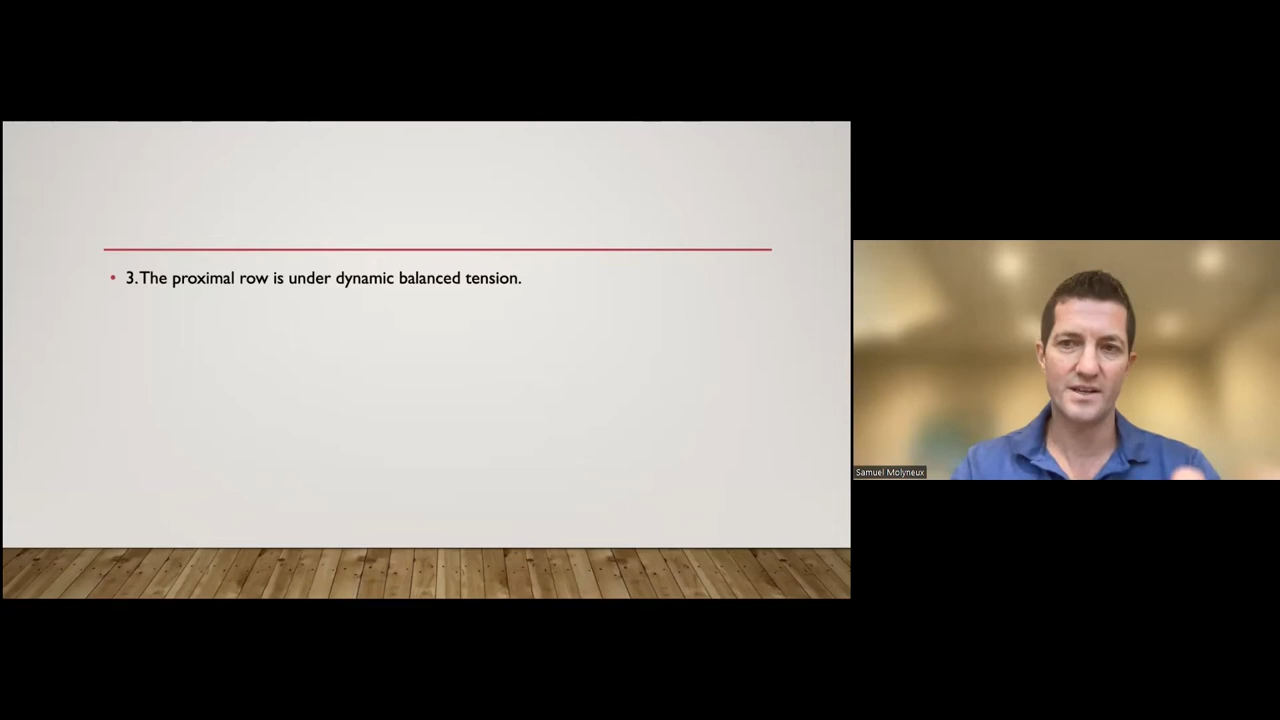 • 3. The proximal row is under dynamic balanced tension.
Samuel Molyneux